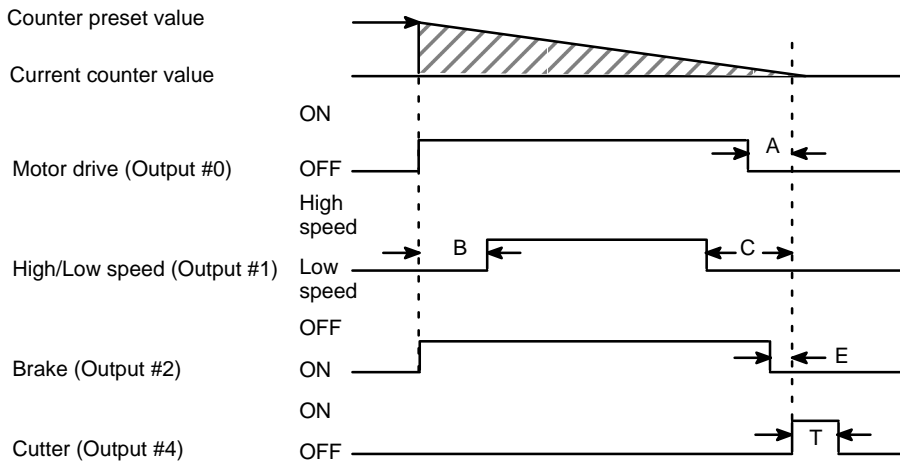 Counter preset value
Current counter value
ON
A
Motor drive (Output #0)
OFF
High
speed
B
C
High/Low speed (Output #1)
Low
speed
OFF
E
Brake (Output #2)
ON
ON
T
Cutter (Output #4)
OFF